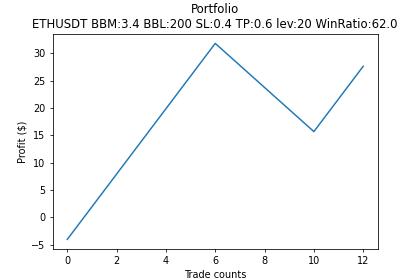 Portfolio
ETHUSDT BBM:3.4 BBL:200 SL:0.4 TP:0.6 lev:20 WinRatio:62.0
30
25
20
15
10
5
0
−5
Profit ($)
0 2 4 6 8 10 12
Trade counts